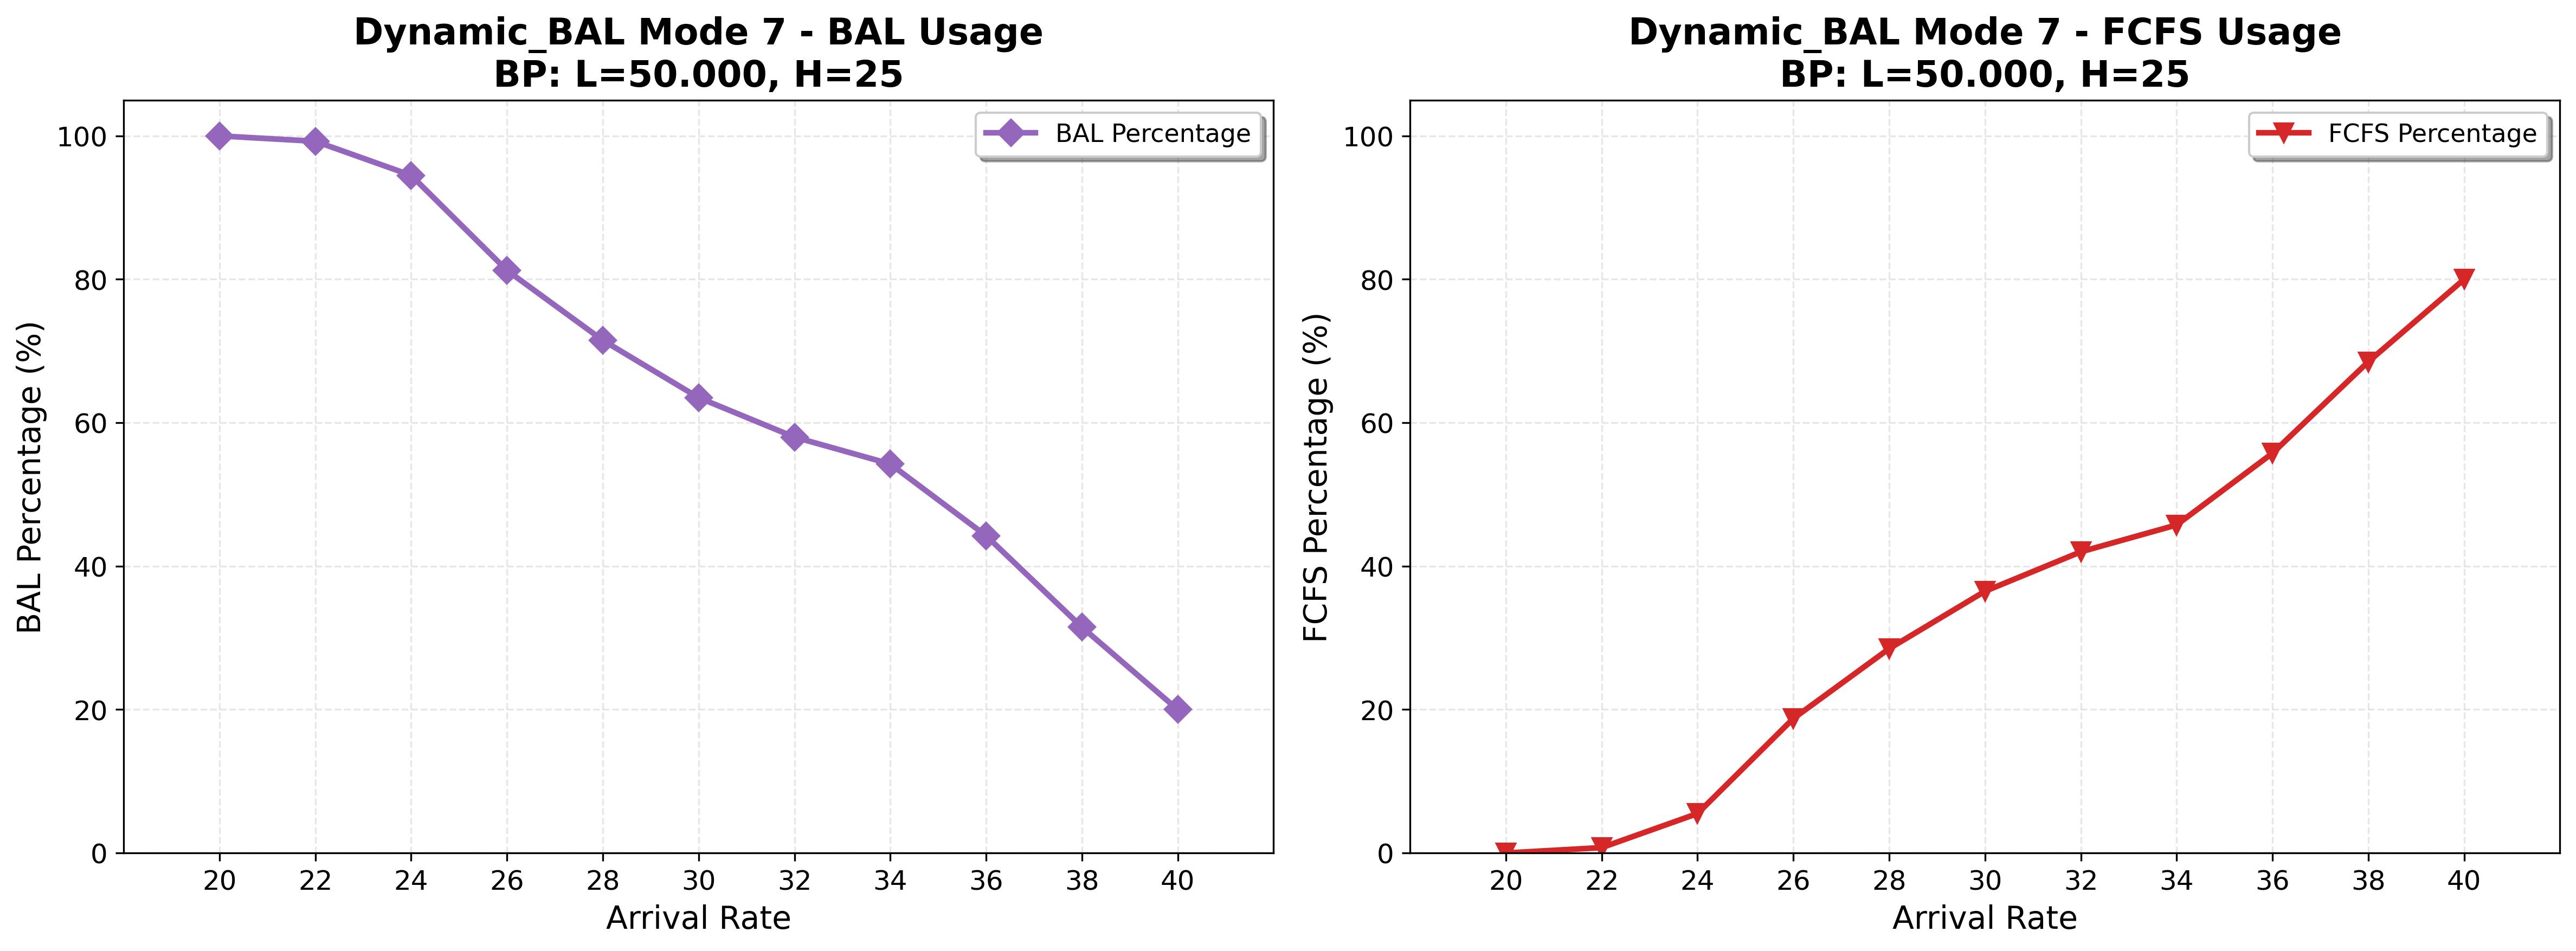 Dynamic_BAL Mode 7 - BAL Usage
BP: L=50.000, H=25
BAL Percentage
BAL Percentage (%)
100
80
60
40
20
0
20 22 24 26 28 30 32 34 36 38 40
Arrival Rate
Dynamic_BAL Mode 7 - FCFS Usage
BP: L=50.000, H=25
FCFS Percentage
FCFS Percentage (%)
100
80
60
40
20
0
20 22 24 26 28 30 32 34 36 38 40
Arrival Rate